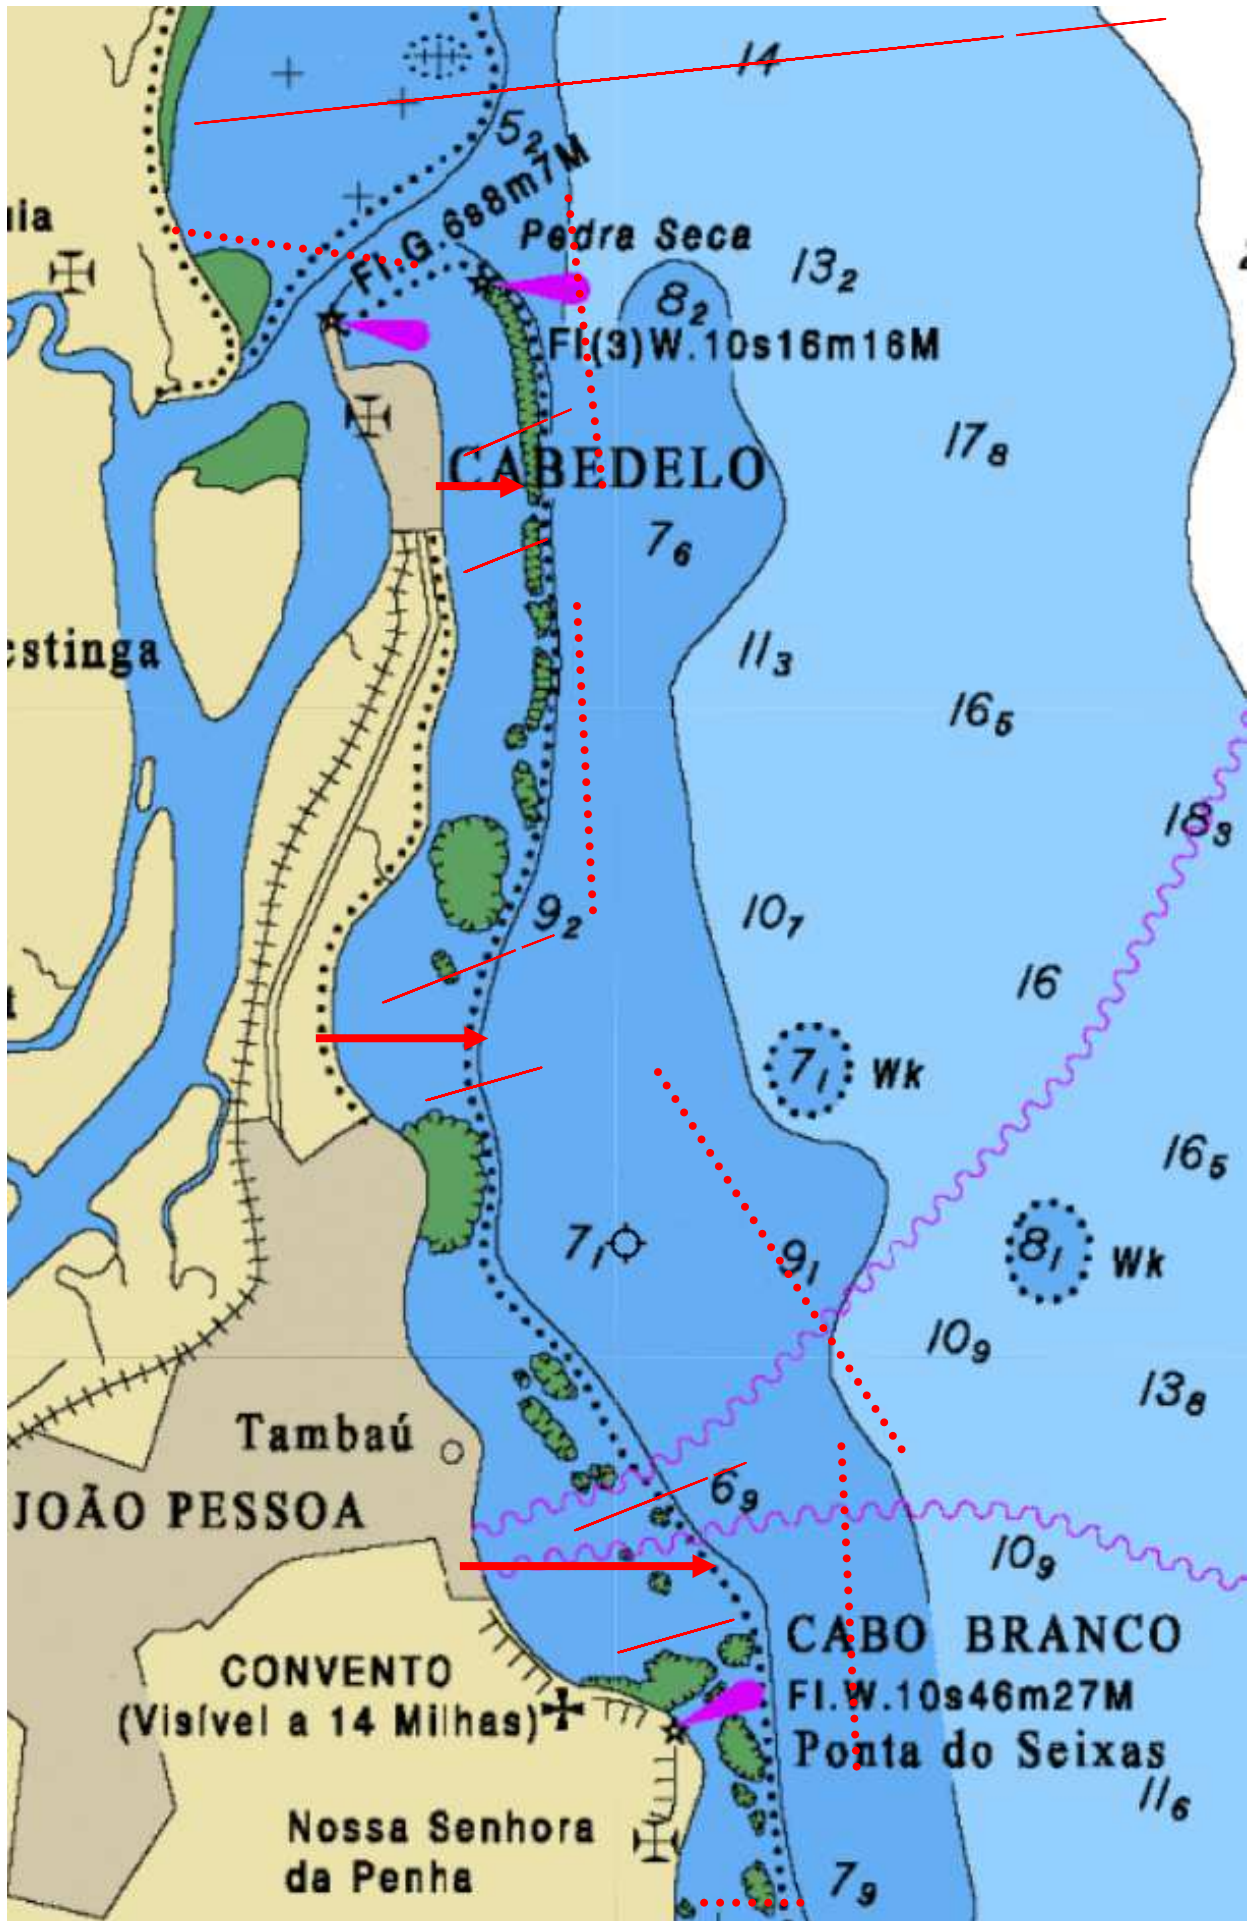 14
5₂
uia
Fl.G.6s8m7M
Pedra Seca
13₂
8₂
Fl(3)W.10s16m16M
17₈
CABEDELO
7₆
estinga
11₃
16₅
18₃
9₂
10₇
16
7₁ Wk
16₅
7₁
9₁
8₁ Wk
10₉
13₈
Tambaú
6₉
JOÃO PESSOA
10₉
CABO BRANCO
CONVENTO
Fl.W.10s46m27M
(Visível a 14 Milhas)
Ponta do Seixas
11₆
Nossa Senhora
da Penha
7₉